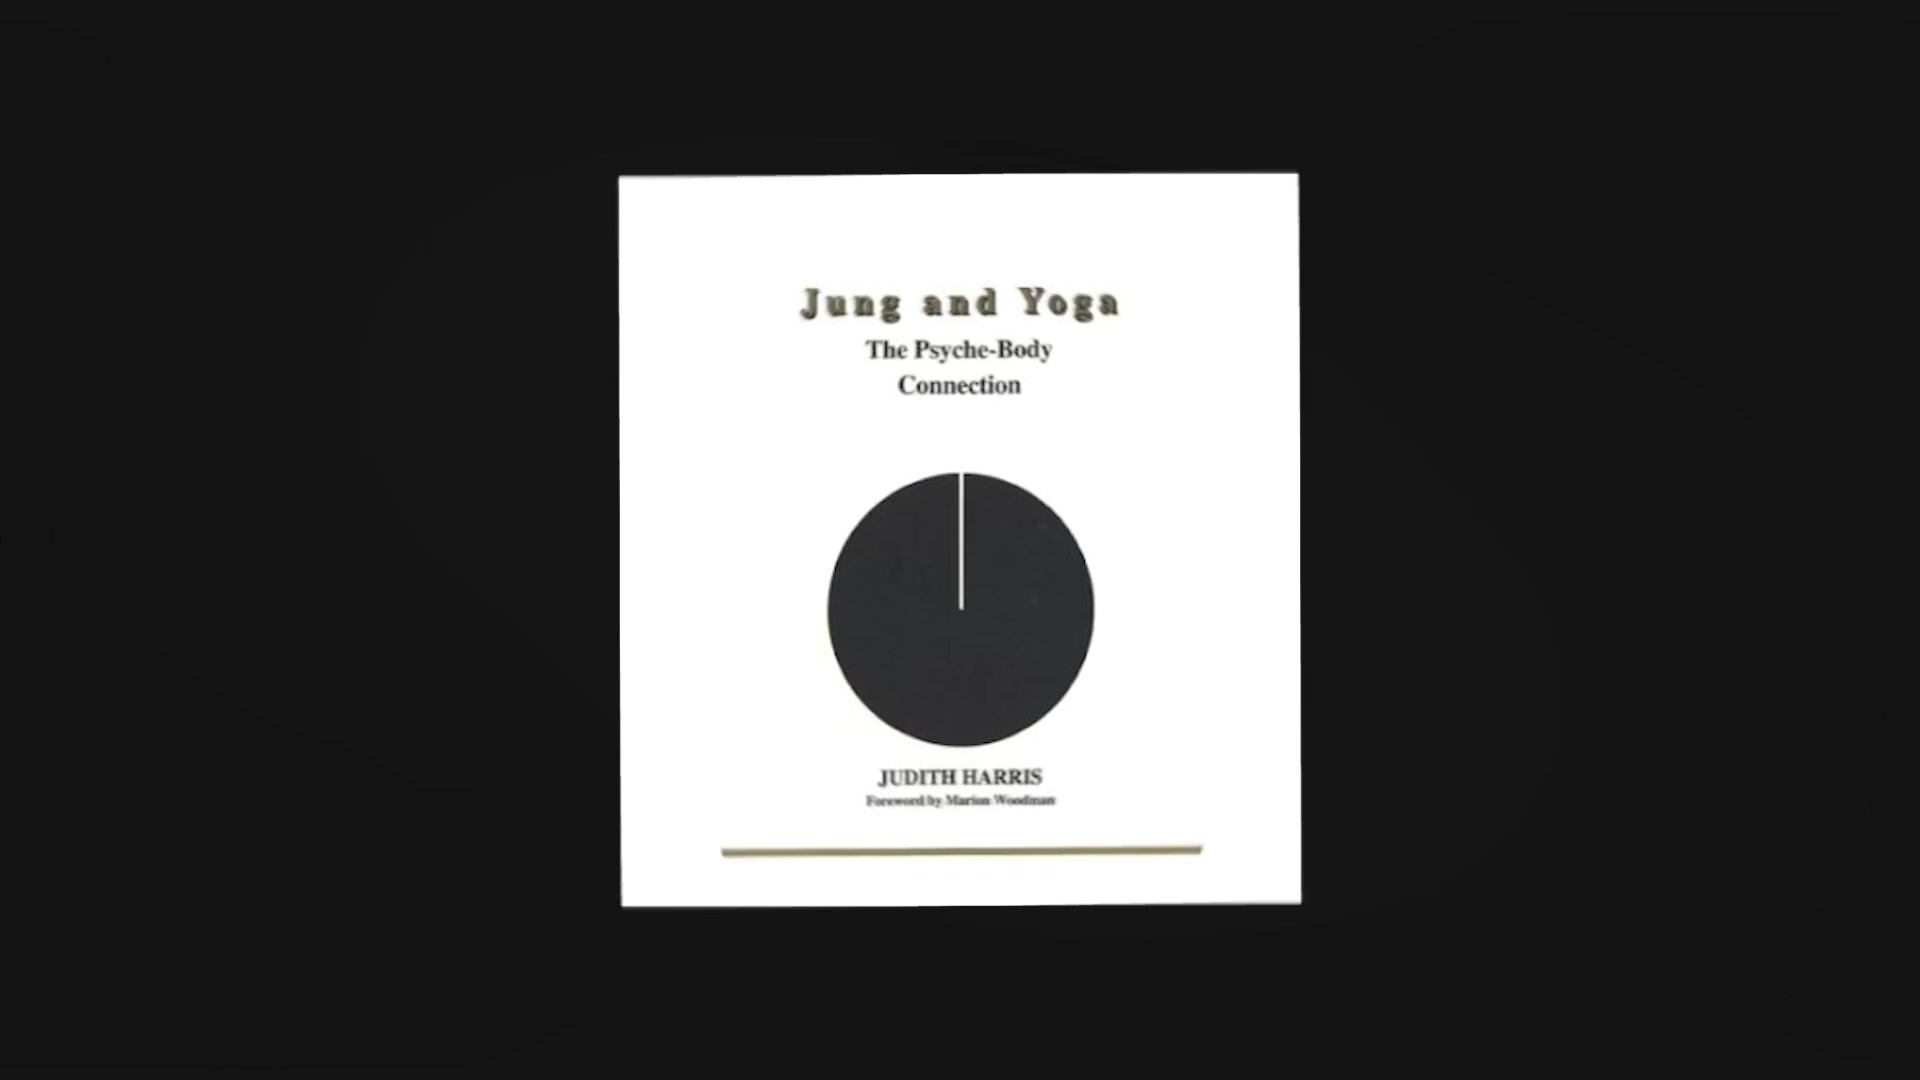 Jung and Yoga
The Psyche-Body
Connection
JUDITH HARRIS
Foreword by Marion Woodman